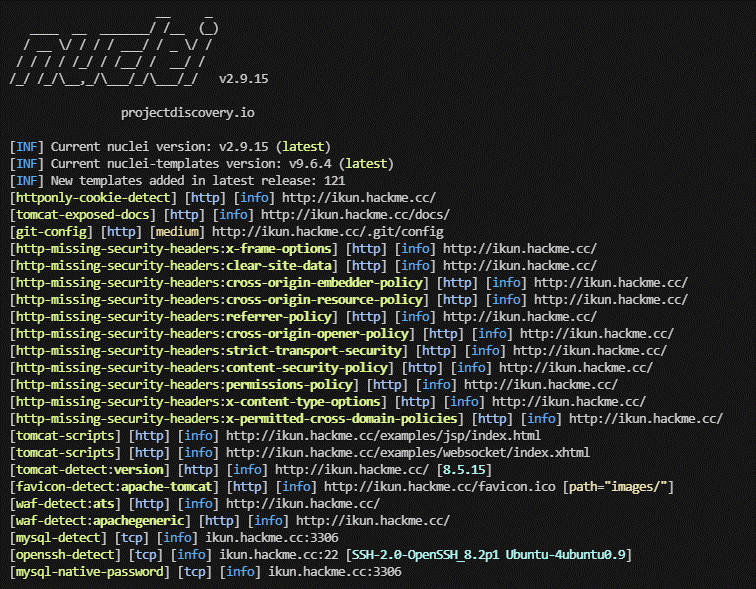 nuclei v2.9.15
projectdiscovery.io
[INF] Current nuclei version: v2.9.15 (latest)
[INF] Current nuclei-templates version: v9.6.4 (latest)
[INF] New templates added in latest release: 121
[httponly-cookie-detect] [http] [info] http://ikun.hackme.cc/
[tomcat-exposed-docs] [http] [info] http://ikun.hackme.cc/docs/
[git-config] [http] [medium] http://ikun.hackme.cc/.git/config
[http-missing-security-headers:x-frame-options] [http] [info] http://ikun.hackme.cc/
[http-missing-security-headers:clear-site-data] [http] [info] http://ikun.hackme.cc/
[http-missing-security-headers:cross-origin-embedder-policy] [http] [info] http://ikun.hackme.cc/
[http-missing-security-headers:cross-origin-resource-policy] [http] [info] http://ikun.hackme.cc/
[http-missing-security-headers:referrer-policy] [http] [info] http://ikun.hackme.cc/
[http-missing-security-headers:cross-origin-opener-policy] [http] [info] http://ikun.hackme.cc/
[http-missing-security-headers:strict-transport-security] [http] [info] http://ikun.hackme.cc/
[http-missing-security-headers:content-security-policy] [http] [info] http://ikun.hackme.cc/
[http-missing-security-headers:permissions-policy] [http] [info] http://ikun.hackme.cc/
[http-missing-security-headers:x-content-type-options] [http] [info] http://ikun.hackme.cc/
[http-missing-security-headers:x-permitted-cross-domain-policies] [http] [info] http://ikun.hackme.cc/
[tomcat-scripts] [http] [info] http://ikun.hackme.cc/examples/jsp/index.html
[tomcat-scripts] [http] [info] http://ikun.hackme.cc/examples/websocket/index.xhtml
[tomcat-detect:version] [http] [info] http://ikun.hackme.cc/ [8.5.15]
[favicon-detect:apache-tomcat] [http] [info] http://ikun.hackme.cc/favicon.ico [path="images/"]
[waf-detect:ats] [http] [info] http://ikun.hackme.cc/
[waf-detect:apachegeneric] [http] [info] http://ikun.hackme.cc/
[mysql-detect] [tcp] [info] ikun.hackme.cc:3306
[openssh-detect] [tcp] [info] ikun.hackme.cc:22 [SSH-2.0-OpenSSH_8.2p1 Ubuntu-4ubuntu0.9]
[mysql-native-password] [tcp] [info] ikun.hackme.cc:3306